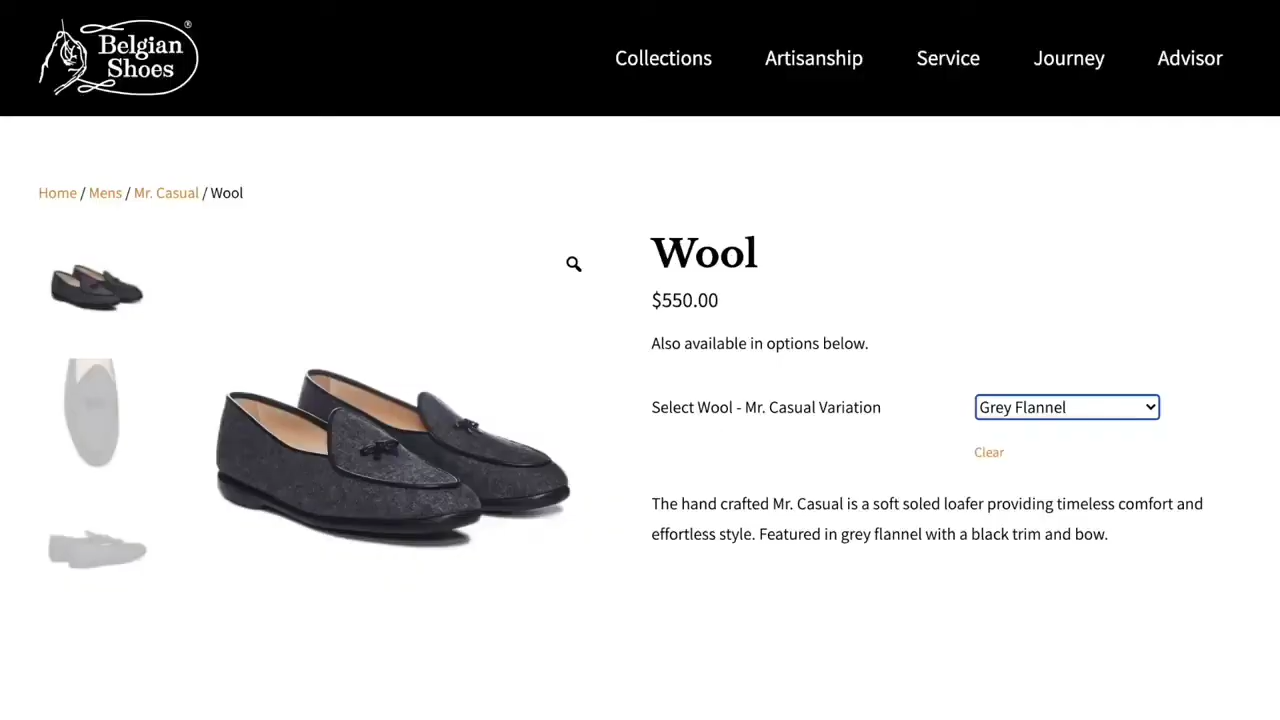 Belgian
Shoes
®
Collections
Artisanship
Service
Journey
Advisor
Home / Mens / Mr. Casual / Wool
Wool
$550.00
Also available in options below.
Select Wool - Mr. Casual Variation
Grey Flannel
Clear
The hand crafted Mr. Casual is a soft soled loafer providing timeless comfort and
effortless style. Featured in grey flannel with a black trim and bow.